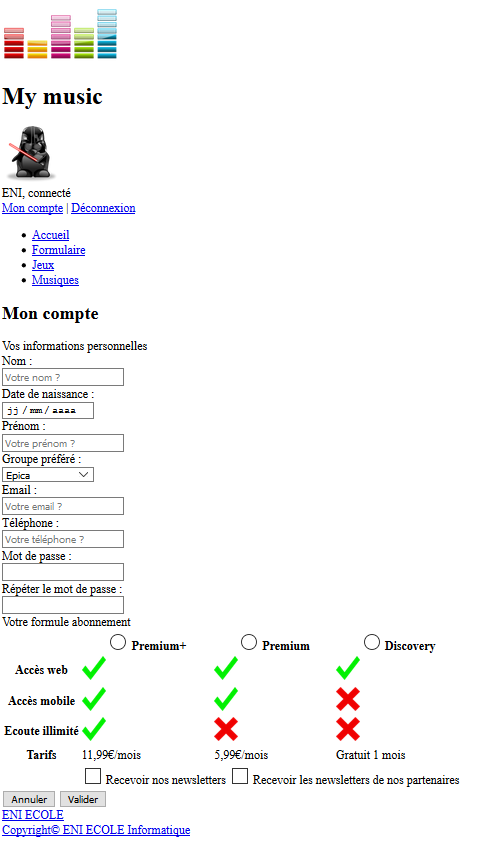 My music
ENI, connecté
Mon compte | Déconnexion
Accueil
Formulaire
Jeux
Musiques
Mon compte
Vos informations personnelles
Nom :
Votre nom ?
Date de naissance :
jj / mm / aaaa
Prénom :
Votre prénom ?
Groupe préféré :
Epica
Email :
Votre email ?
Téléphone :
Votre téléphone ?
Mot de passe :
Répéter le mot de passe :
Votre formule abonnement
Premium+ Premium Discovery
Accès web
Accès mobile
Ecoute illimité
Tarifs 11,99€/mois 5,99€/mois Gratuit 1 mois
Recevoir nos newsletters Recevoir les newsletters de nos partenaires
Annuler Valider
ENI ECOLE
Copyright© ENI ECOLE Informatique